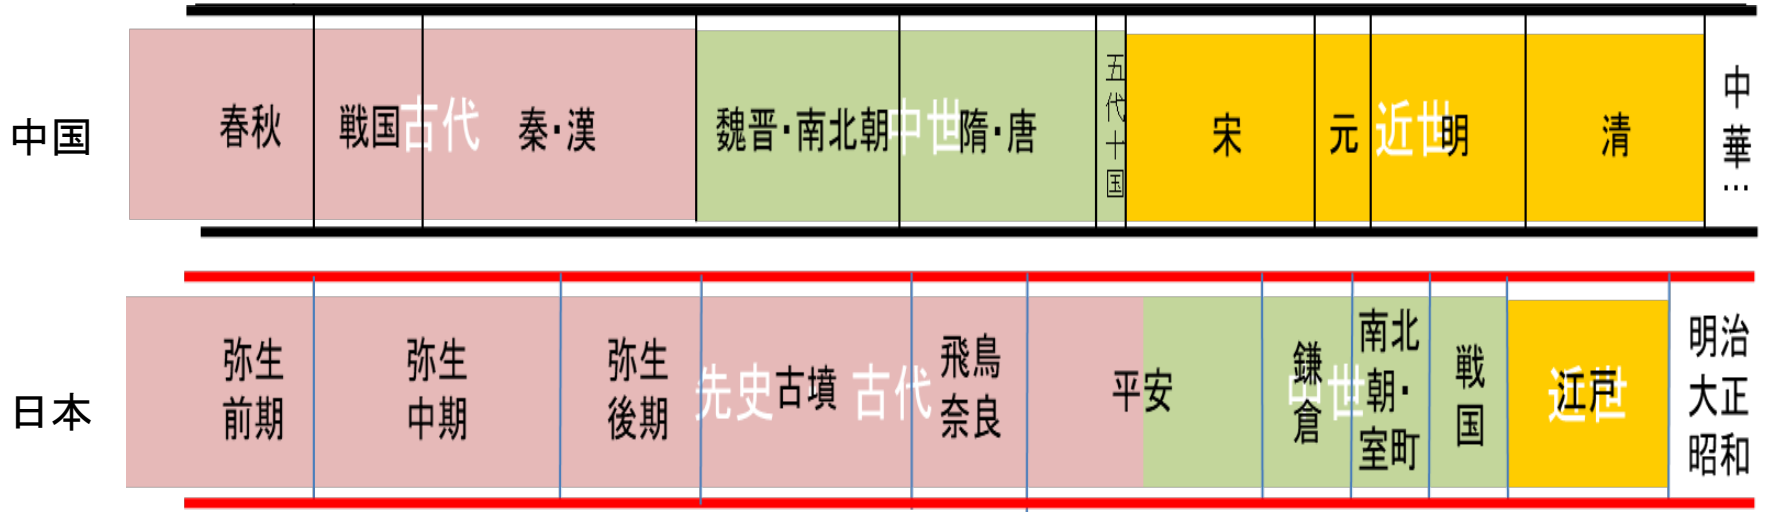 中国
春秋
戦国
古代
秦・漢
魏晋・南北朝
中世
隋・唐
五代十国
宋
元
近世
明
清
中華…
日本
弥生
前期
弥生
中期
弥生
後期
先史・古代
古墳
飛鳥
奈良
平安
中世
鎌倉
南北
朝・
室町
戦国
近世
江戸
明治
大正
昭和